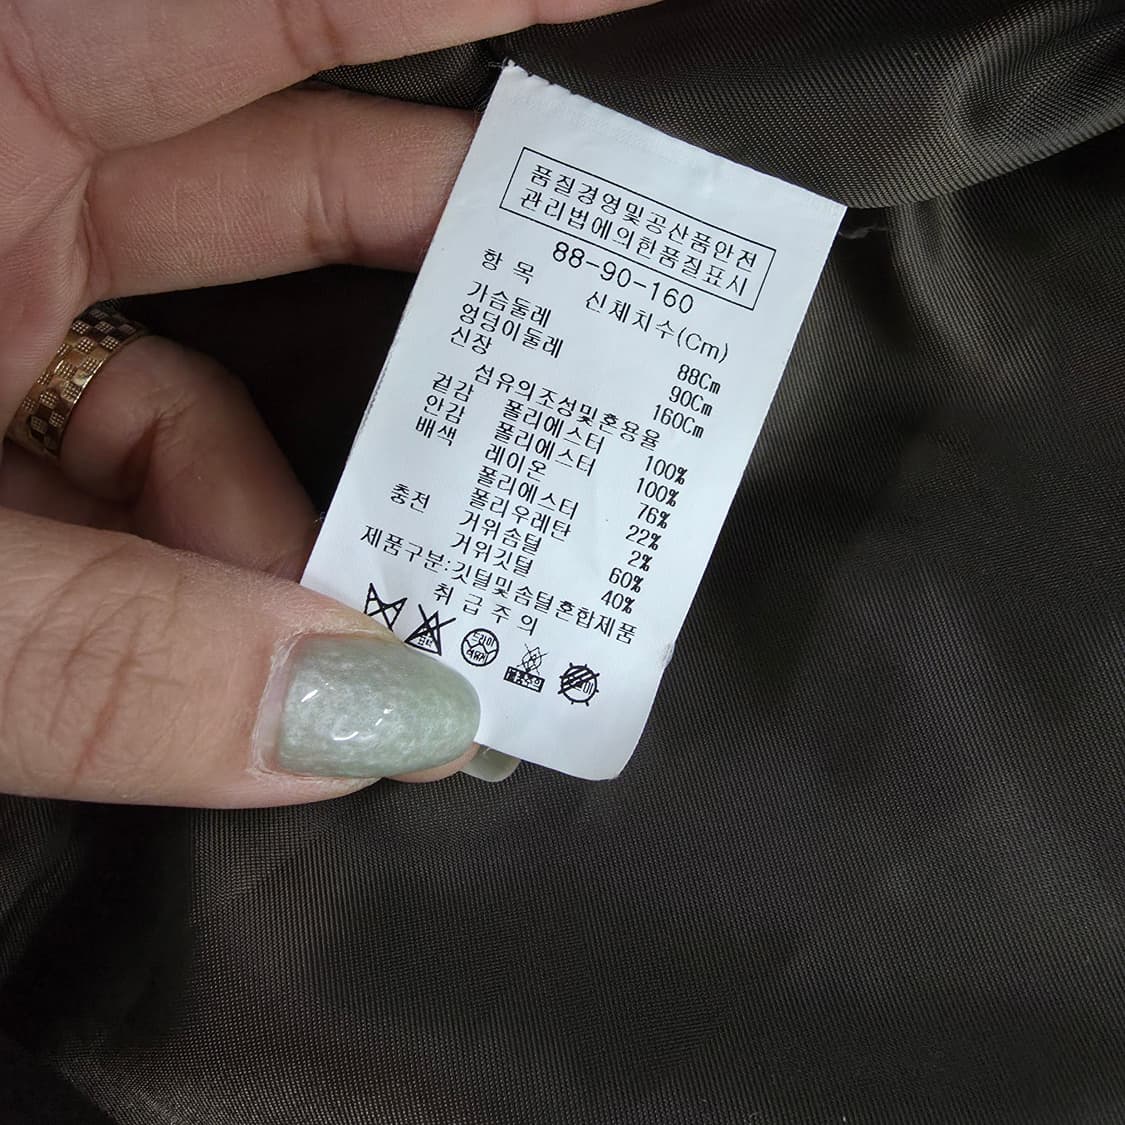 품질경영및공산품안전
관리법에의한품질표시
88-90-160
항 목 신체치수(Cm)
가슴둘레 88Cm
엉덩이둘레 90Cm
신장 160Cm
섬유의조성및혼용율
겉감 폴리에스터 100%
안감 폴리에스터 100%
배색 레이온 76%
폴리에스터 22%
폴리우레탄 2%
충전 거위솜털 60%
거위깃털 40%
제품구분:깃털및솜털혼합제품
취 급 주 의
드라이